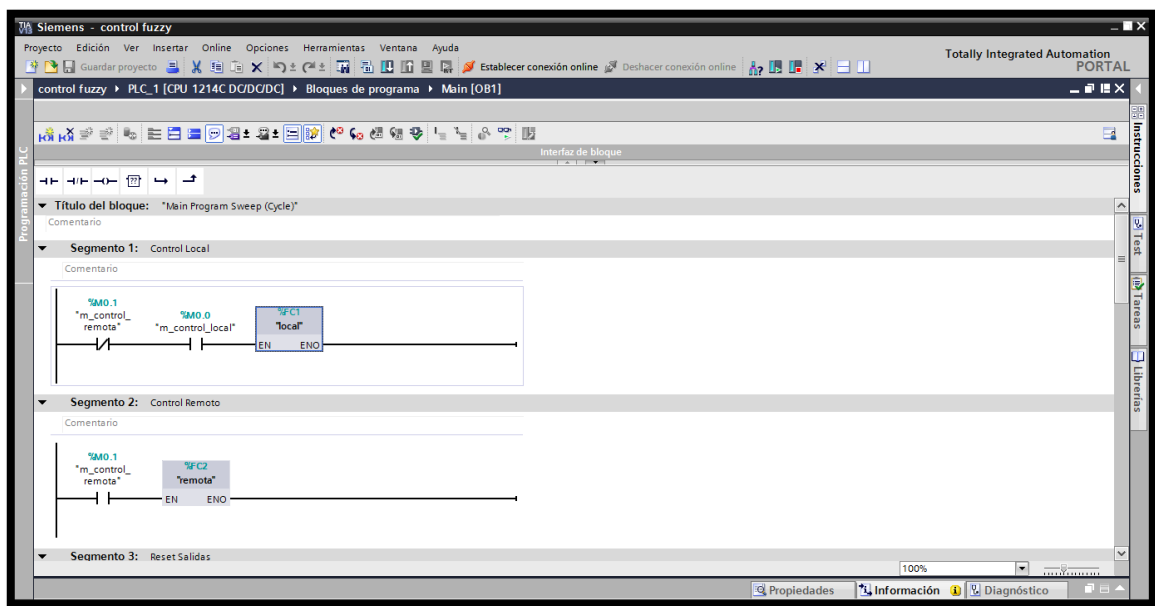 Siemens - control fuzzy
Proyecto Edición Ver Insertar Online Opciones Herramientas Ventana Ayuda
Totally Integrated Automation
PORTAL
Guardar proyecto Establecer conexión online Deshacer conexión online
control fuzzy PLC_1 [CPU 1214C DC/DC/DC] Bloques de programa Main [OB1]
Interfaz de bloque
Título del bloque: "Main Program Sweep (Cycle)"
Comentario
Segmento 1: Control Local
Comentario
%M0.1
"m_control_
remota"
%M0.0
"m_control_local"
%FC1
"local"
EN ENO
Segmento 2: Control Remoto
Comentario
%M0.1
"m_control_
remota"
%FC2
"remota"
EN ENO
Segmento 3: Reset Salidas
100%
Propiedades Información Diagnóstico
Programación PLC
Instrucciones
Test
Tareas
Librerías